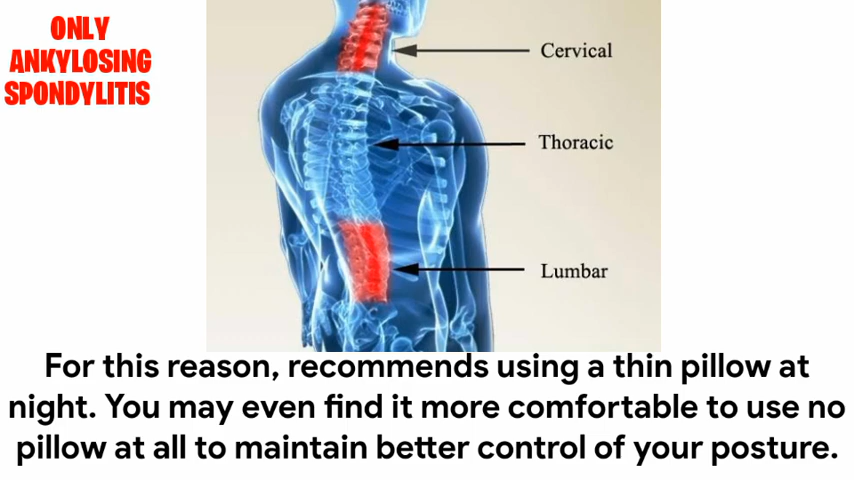 ONLY
ANKYLOSING
SPONDYLITIS
Cervical
Thoracic
Lumbar
For this reason, recommends using a thin pillow at
night. You may even find it more comfortable to use no
pillow at all to maintain better control of your posture.